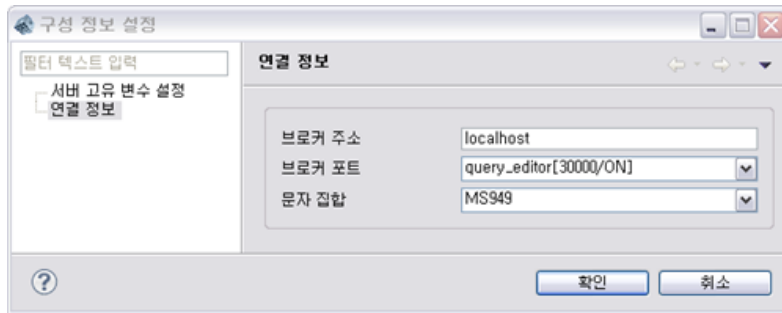 구성 정보 설정
필터 텍스트 입력
서버 고유 변수 설정
연결 정보
연결 정보
브로커 주소 localhost
브로커 포트 query_editor[30000/ON]
문자 집합 MS949
? 확인 취소